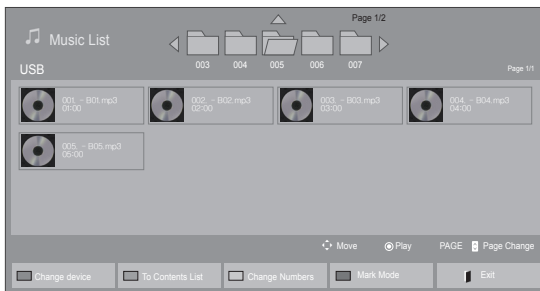 Page 1/2
Music List
003 004 005 006 007
USB
Page 1/1
001. - B01.mp3
01:00
002. - B02.mp3
02:00
003. - B03.mp3
03:00
004. - B04.mp3
04:00
005. - B05.mp3
05:00
Move Play PAGE Page Change
Change device To Contents List Change Numbers Mark Mode Exit